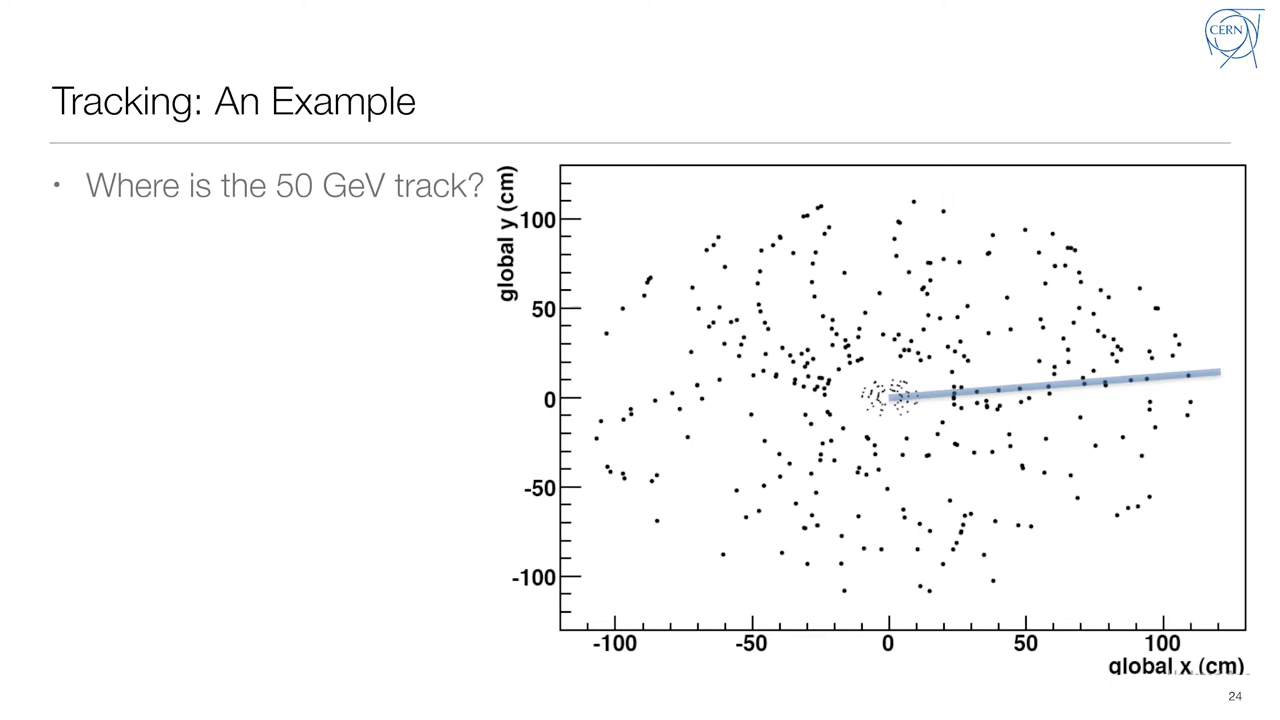 CERN
Tracking: An Example
• Where is the 50 GeV track?
global y (cm)
100
50
0
-50
-100
-100 -50 0 50 100
global x (cm)
24